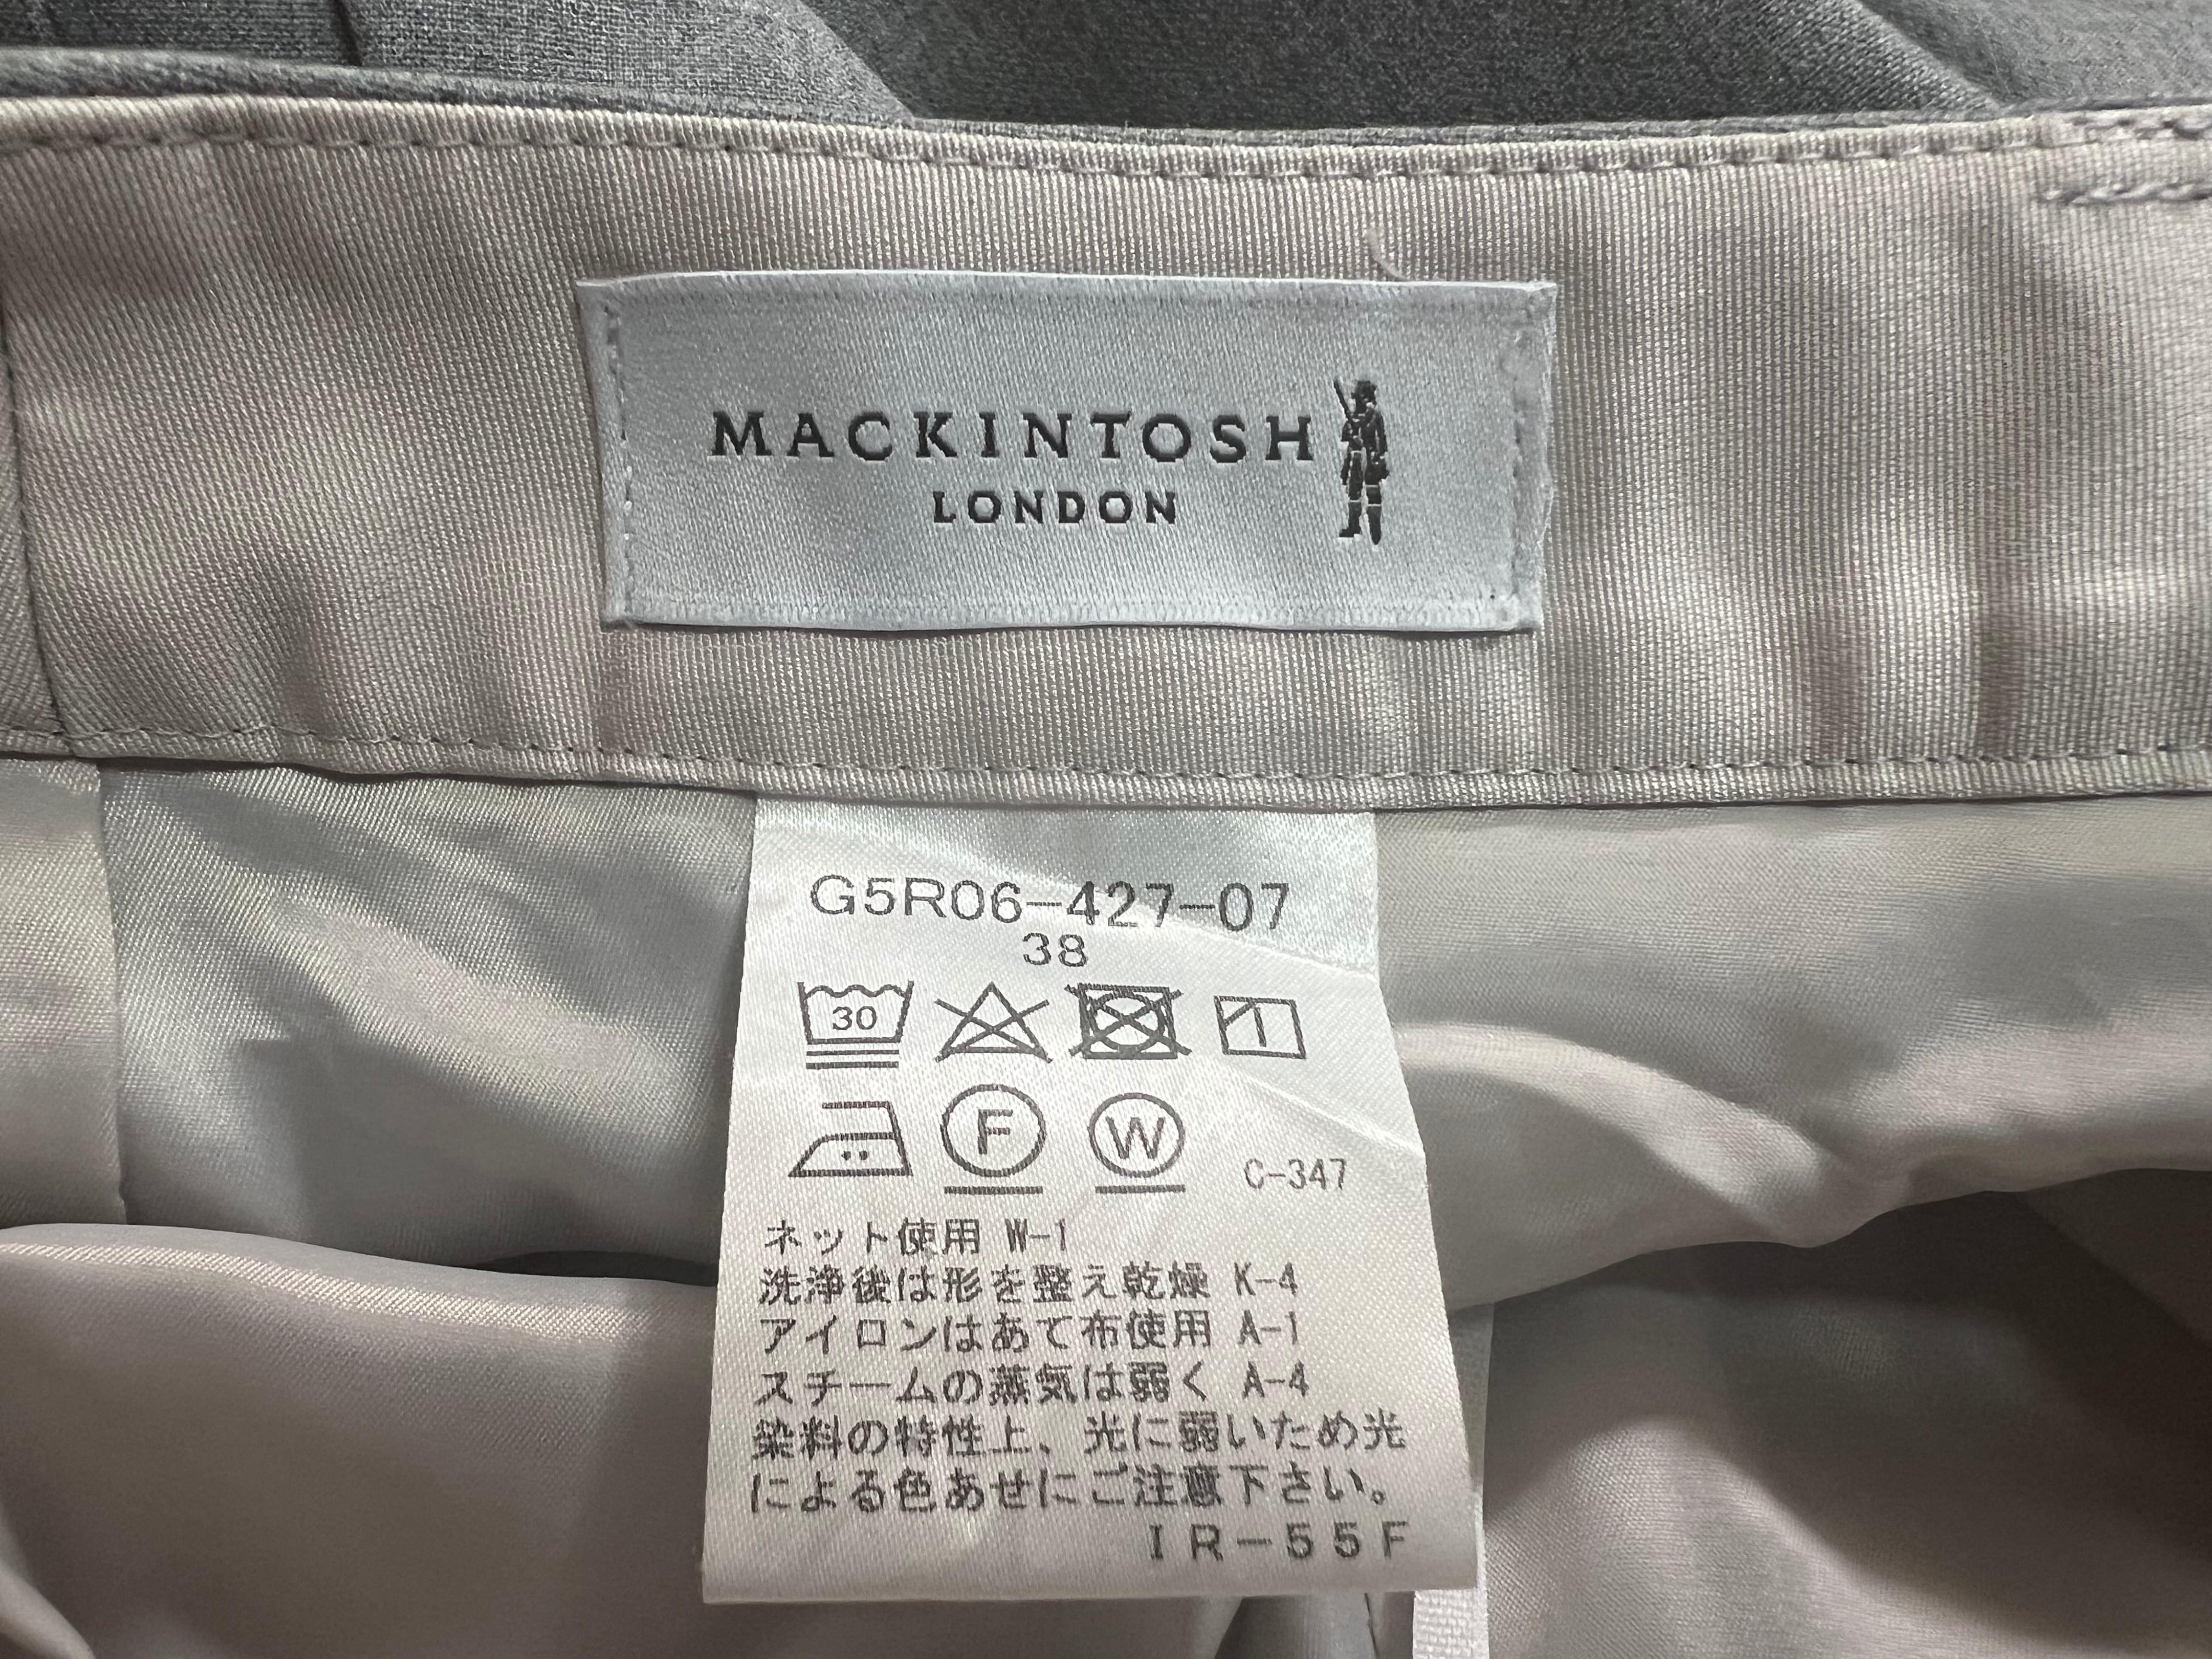 MACKINTOSH
LONDON
G5R06-427-07
38
30
F W C-347
ネット使用 W-1
洗浄後は形を整え乾燥 K-4
アイロンはあて布使用 A-1
スチームの蒸気は弱く A-4
染料の特性上、光に弱いため光
による色あせにご注意下さい。
IR-55F